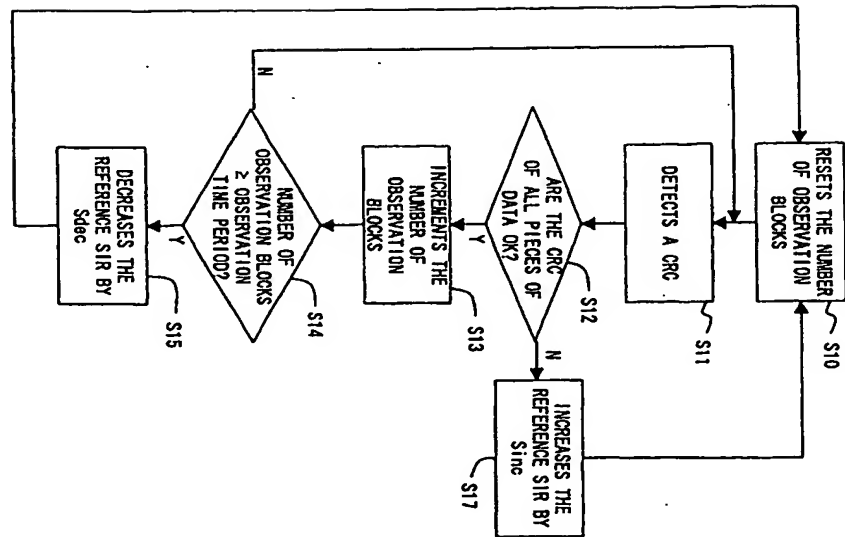 RESETS THE NUMBER
OF OBSERVATION
BLOCKS
S10
DETECTS A CRC
S11
ARE THE CRC
OF ALL PIECES OF
DATA OK?
S12
N
Y
INCREASES THE
REFERENCE SIR BY
Sinc
S17
INCREMENTS THE
NUMBER OF
OBSERVATION
BLOCKS
S13
NUMBER OF
OBSERVATION BLOCKS
≥ OBSERVATION
TIME PERIOD?
S14
N
Y
DECREASES THE
REFERENCE SIR BY
Sdec
S15